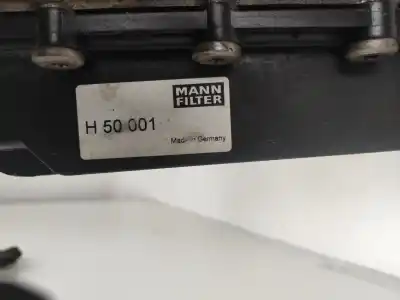 MANN
FILTER
H 50 001
Made in Germany